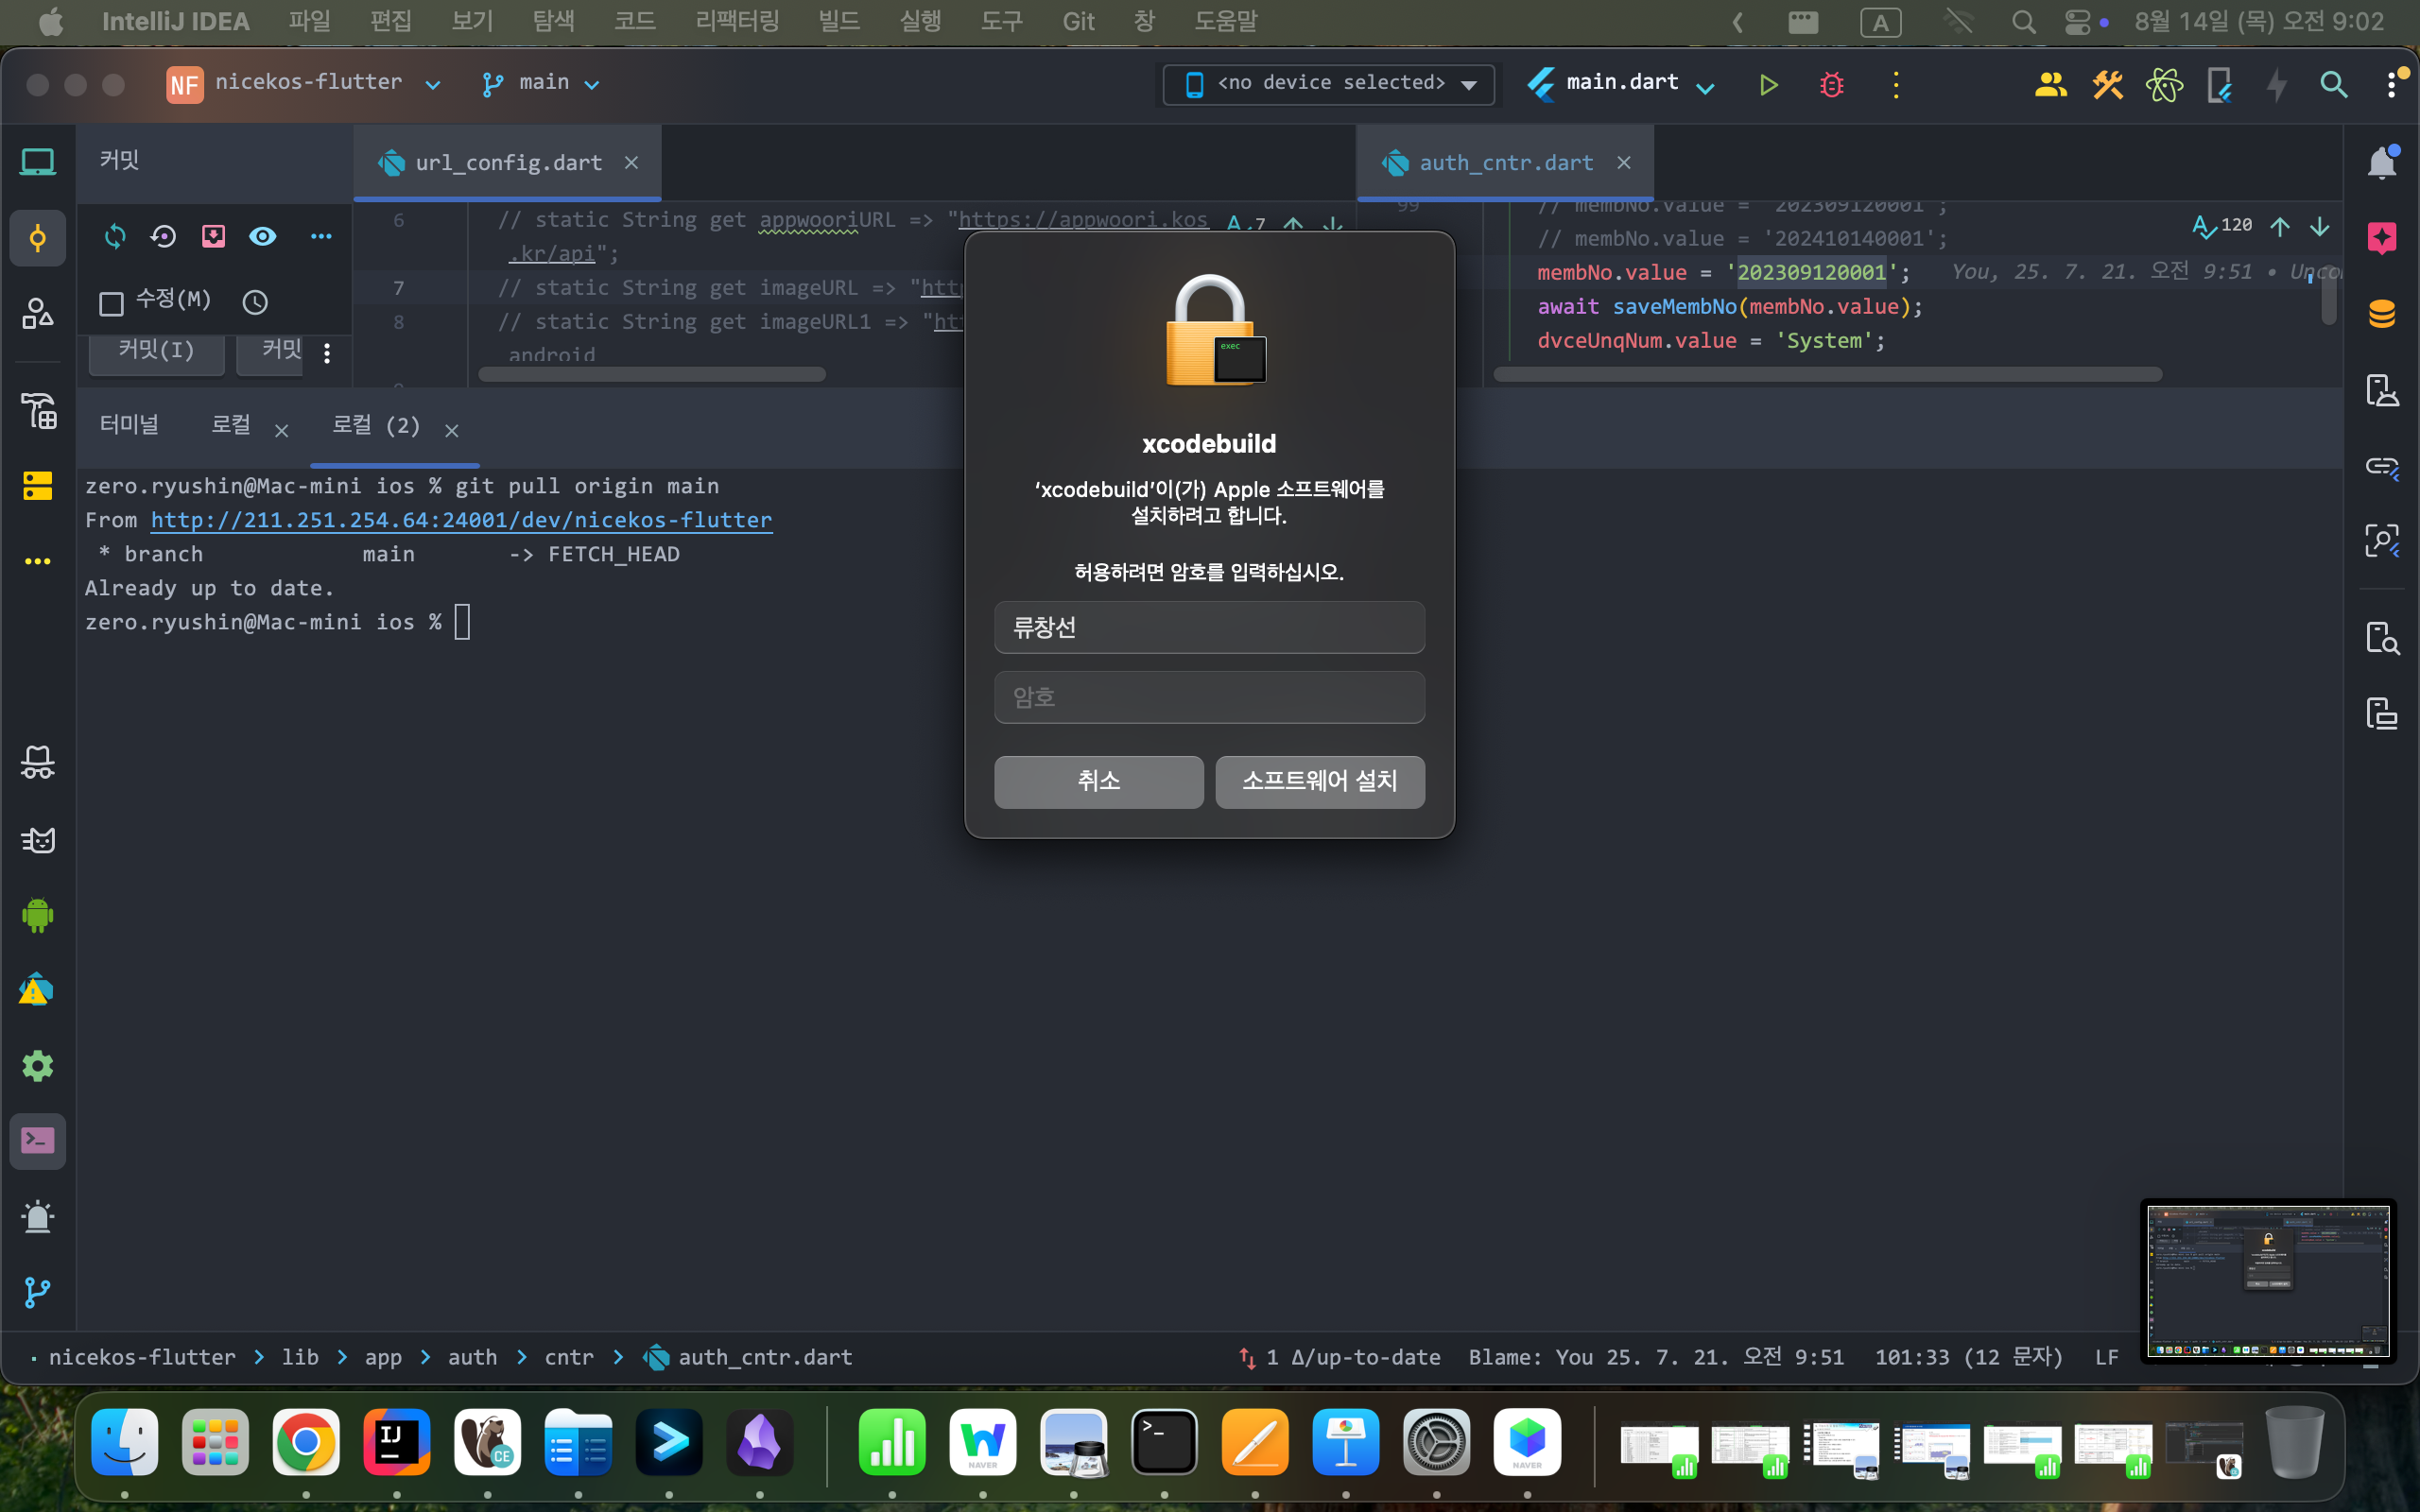 IntelliJ IDEA 파일 편집 보기 탐색 코드 리팩터링 빌드 실행 도구 Git 창 도움말 A 8월 14일 (목) 오전 9:02
NF nicekos-flutter main <no device selected> main.dart
커밋 url_config.dart auth_cntr.dart
6 // static String get appwooriURL => "https://appwoori.kos 7
.kr/api";
7 // static String get imageURL => "http
8 // static String get imageURL1 => "ht
android
수정(M)
커밋(I) 커밋
99 // membNo.value = '202309120001';
// membNo.value = '202410140001'; 120
membNo.value = '202309120001'; You, 25. 7. 21. 오전 9:51 • Unco
await saveMembNo(membNo.value);
dvceUnqNum.value = 'System';
터미널 로컬 로컬 (2)
zero.ryushin@Mac-mini ios % git pull origin main
From http://211.251.254.64:24001/dev/nicekos-flutter
* branch main -> FETCH_HEAD
Already up to date.
zero.ryushin@Mac-mini ios %
exec
xcodebuild
‘xcodebuild’이(가) Apple 소프트웨어를
설치하려고 합니다.
허용하려면 암호를 입력하십시오.
류창선
암호
취소 소프트웨어 설치
nicekos-flutter > lib > app > auth > cntr > auth_cntr.dart 1 Δ/up-to-date Blame: You 25. 7. 21. 오전 9:51 101:33 (12 문자) LF
IJ CE NAVER >_ NAVER